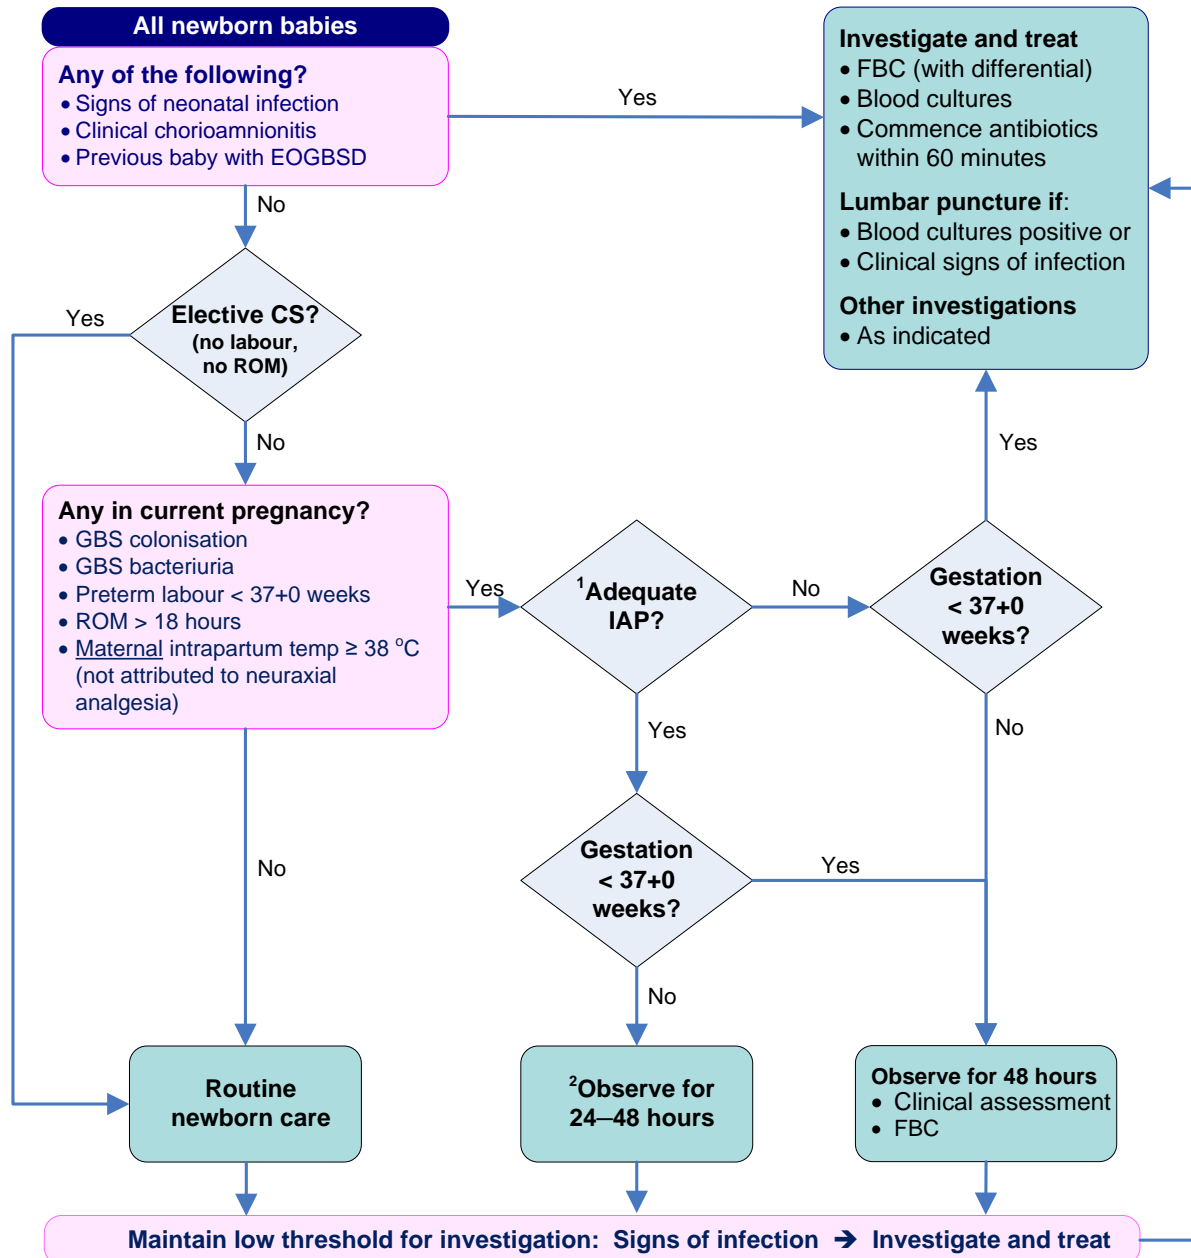 All newborn babies
Any of the following?
• Signs of neonatal infection
• Clinical chorioamnionitis
• Previous baby with EOGBSD
Yes
Investigate and treat
• FBC (with differential)
• Blood cultures
• Commence antibiotics
within 60 minutes
Lumbar puncture if:
• Blood cultures positive or
• Clinical signs of infection
Other investigations
• As indicated
No
Yes
Elective CS?
(no labour,
no ROM)
No
Yes
Any in current pregnancy?
• GBS colonisation
• GBS bacteriuria
• Preterm labour < 37+0 weeks
• ROM > 18 hours
• Maternal intrapartum temp ≥ 38 °C
(not attributed to neuraxial
analgesia)
Yes
¹Adequate
IAP?
No
Gestation
< 37+0
weeks?
Yes
No
Gestation
< 37+0
weeks?
Yes
No
No
Routine
newborn care
²Observe for
24–48 hours
Observe for 48 hours
• Clinical assessment
• FBC
Maintain low threshold for investigation: Signs of infection ➔ Investigate and treat